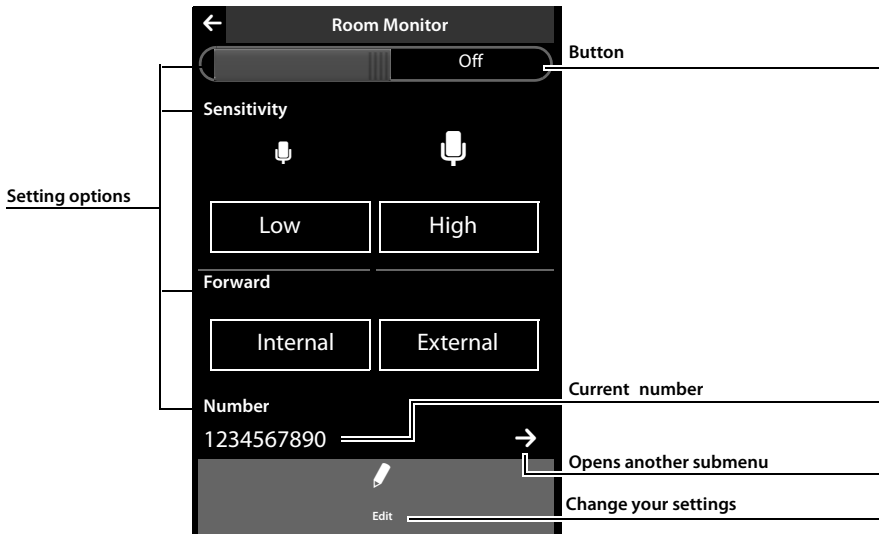 Room Monitor
Off
Button
Sensitivity
Setting options
Low High
Forward
Internal External
Current number
Number
1234567890
Opens another submenu
Change your settings
Edit